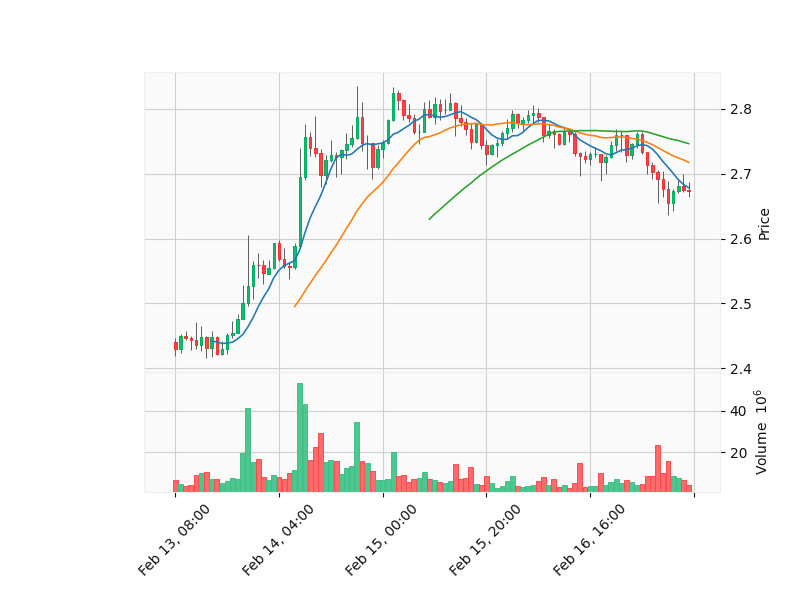 2.8
2.7
2.6
2.5
2.4
Price
40
20
Volume 10^6
Feb 13, 08:00
Feb 14, 04:00
Feb 15, 00:00
Feb 15, 20:00
Feb 16, 16:00